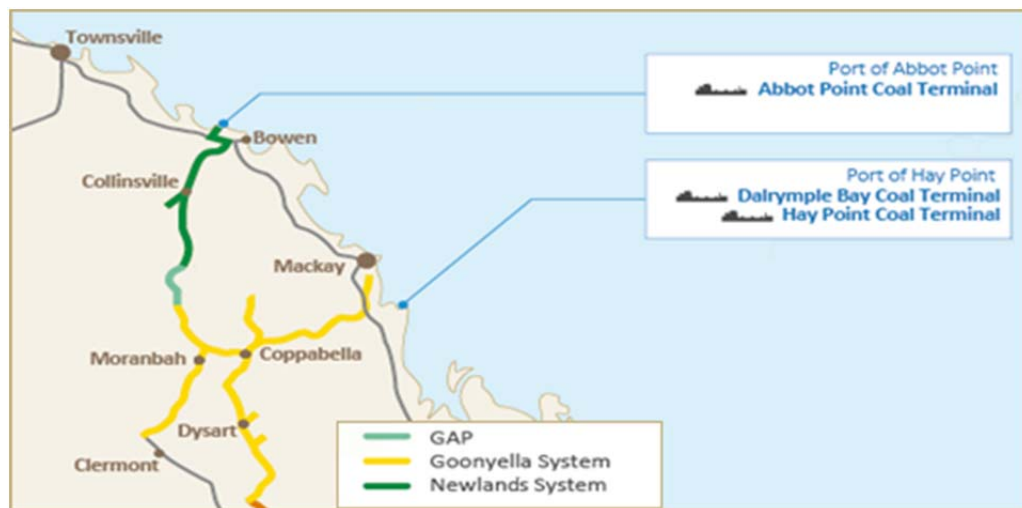 Townsville
Port of Abbot Point
Abbot Point Coal Terminal
Bowen
Collinsville
Port of Hay Point
Dalrymple Bay Coal Terminal
Hay Point Coal Terminal
Mackay
Moranbah
Coppabella
Dysart
Clermont
GAP
Goonyella System
Newlands System